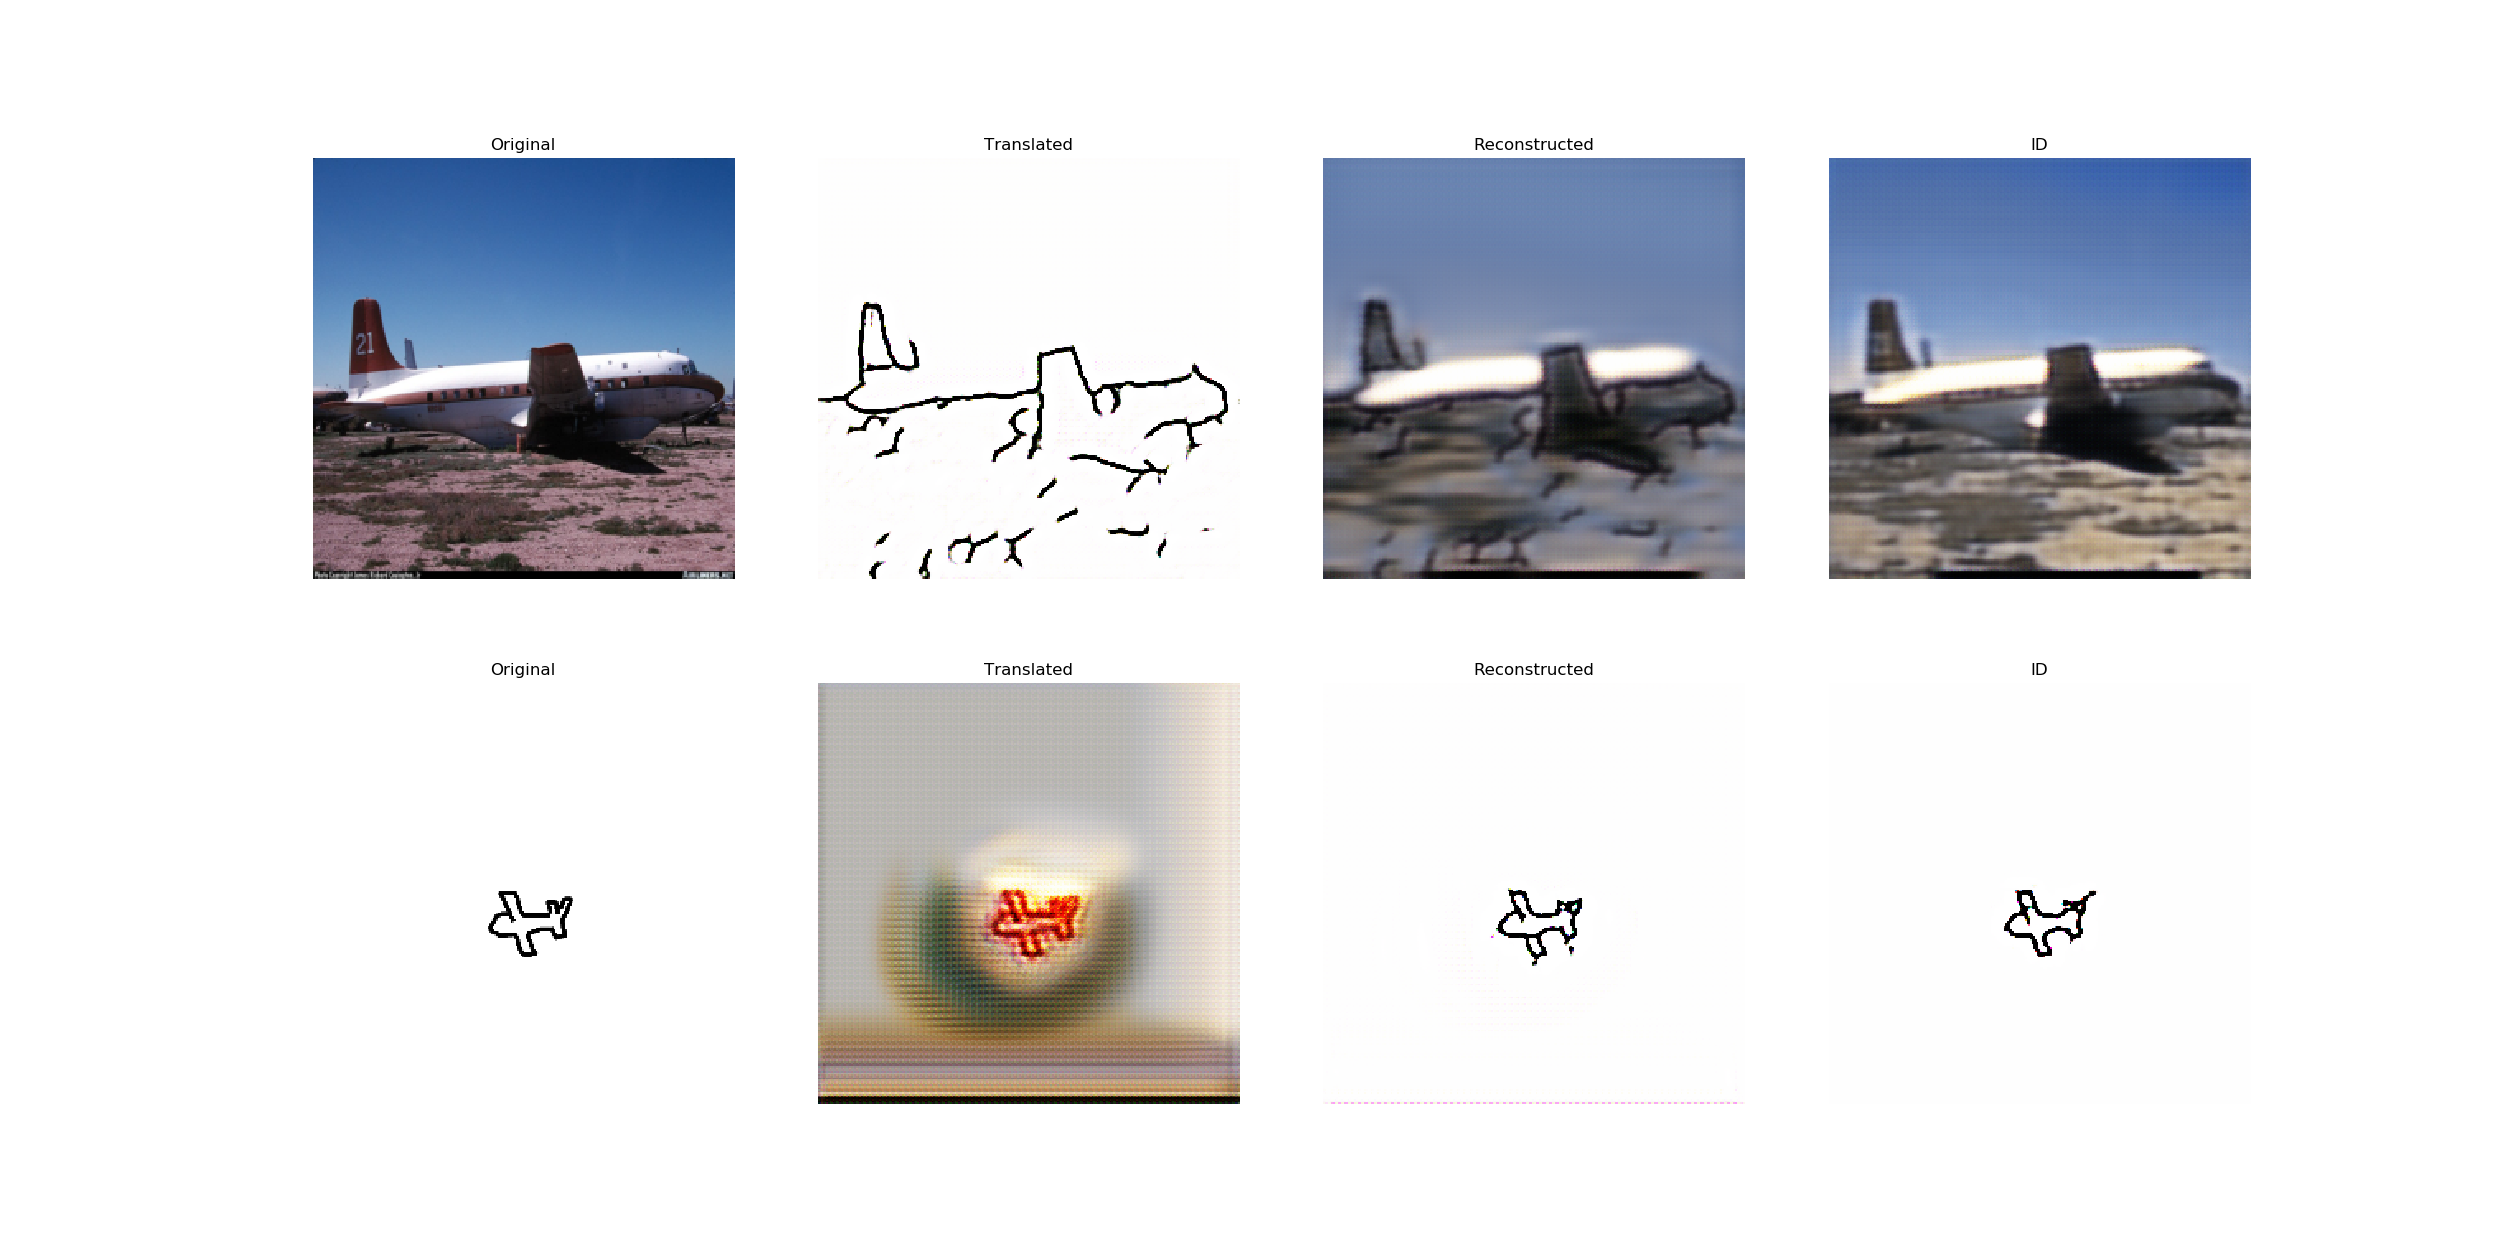 Original
Translated
Reconstructed
ID
21
Original
Translated
Reconstructed
ID